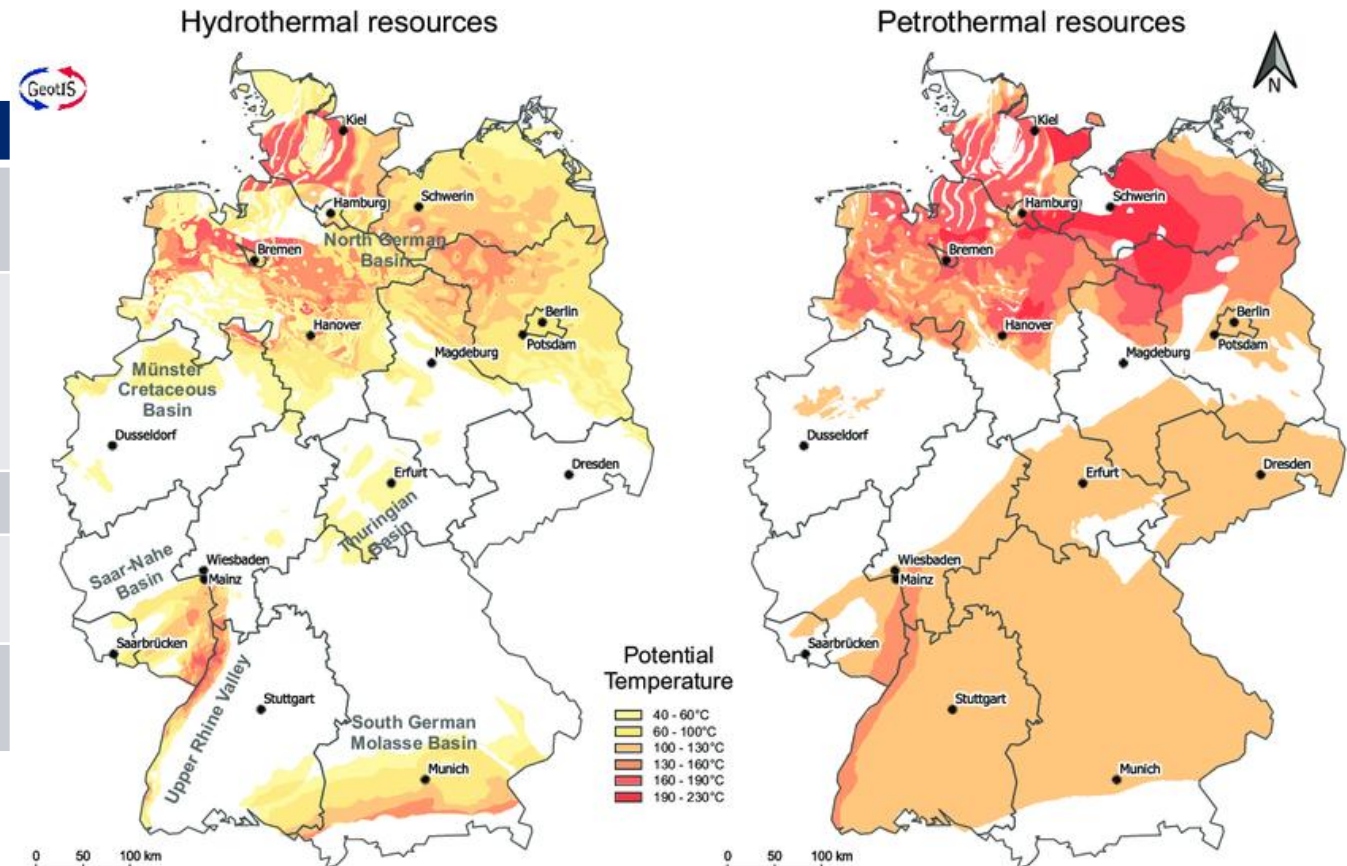 Hydrothermal resources
GeotIS
Kiel
Hamburg
Schwerin
North German
Basin
Bremen
Hanover
Berlin
Potsdam
Magdeburg
Münster
Cretaceous
Basin
Dusseldorf
Erfurt
Dresden
Thuringian
Basin
Saar-Nahe
Basin
Wiesbaden
Mainz
Saarbrücken
Upper Rhine Valley
Stuttgart
South German
Molasse Basin
Munich
0 50 100 km
Potential
Temperature
40 - 60°C
60 - 100°C
100 - 130°C
130 - 160°C
160 - 190°C
190 - 230°C
Petrothermal resources
N
Kiel
Hamburg
Schwerin
Bremen
Hanover
Berlin
Potsdam
Magdeburg
Dusseldorf
Erfurt
Dresden
Wiesbaden
Mainz
Saarbrücken
Stuttgart
Munich
0 50 100 km